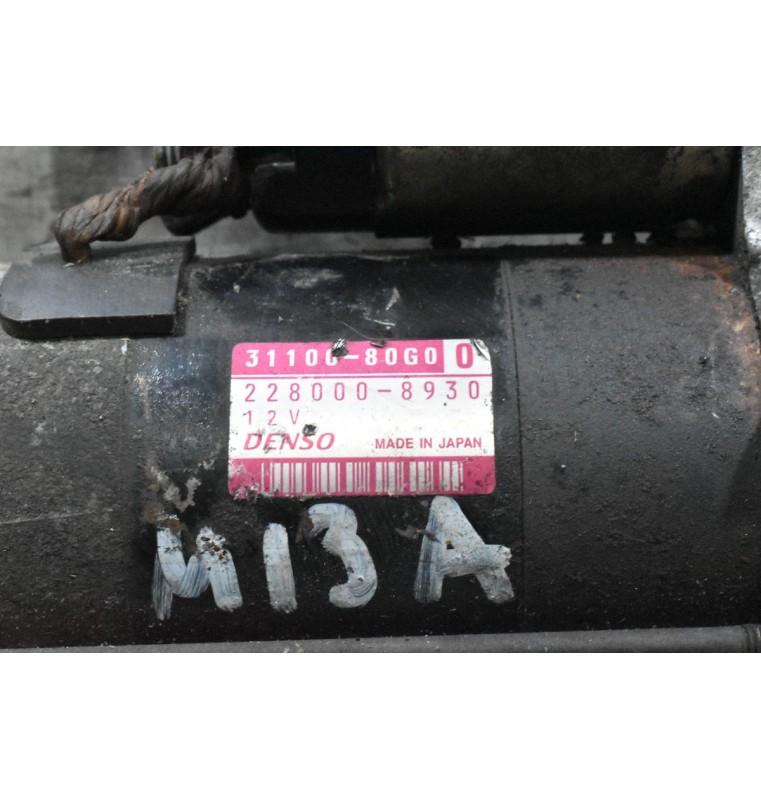 31100-80G0 0
228000-8930
12V
DENSO MADE IN JAPAN
M13A